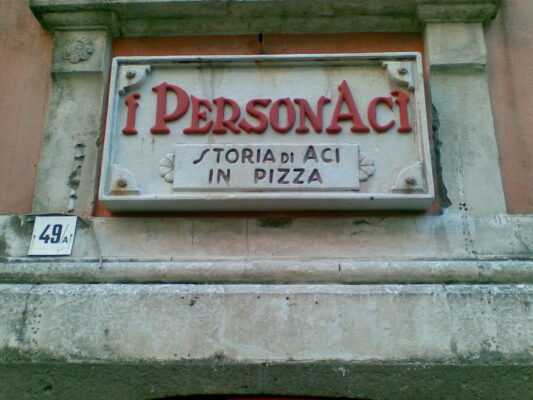 i PERSONACi
STORIA DI ACI
IN PIZZA
49/A